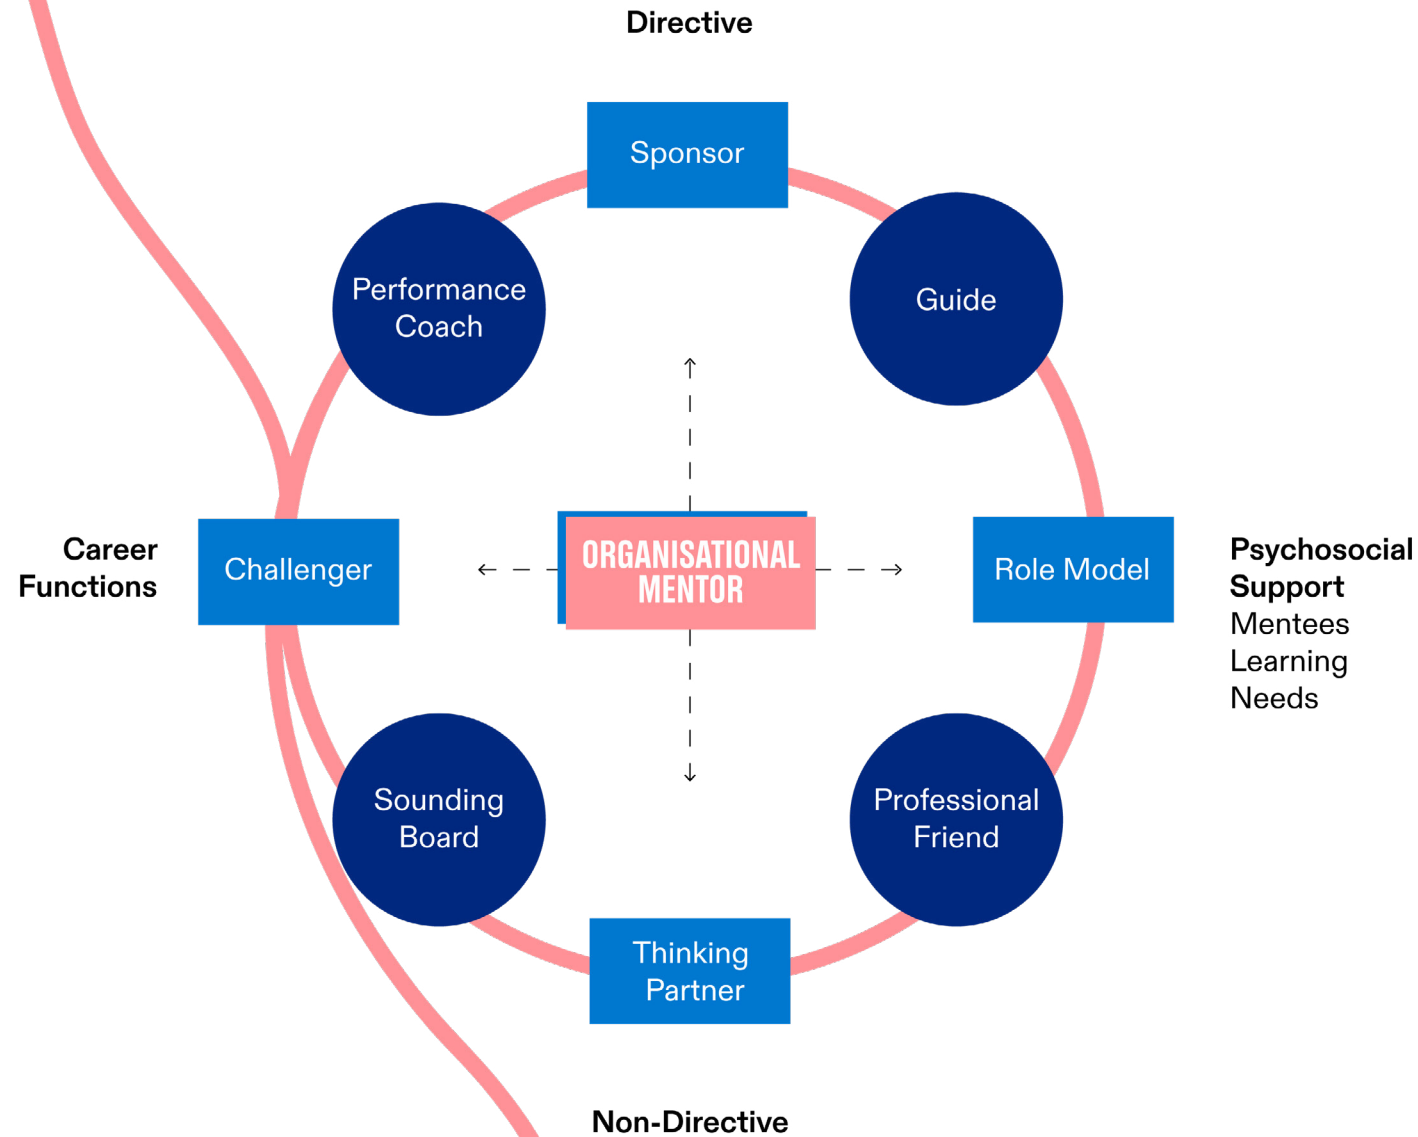 Directive
Sponsor
Performance
Coach
Guide
Career
Functions
Challenger
ORGANISATIONAL
MENTOR
Role Model
Psychosocial
Support
Mentees
Learning
Needs
Sounding
Board
Professional
Friend
Thinking
Partner
Non-Directive